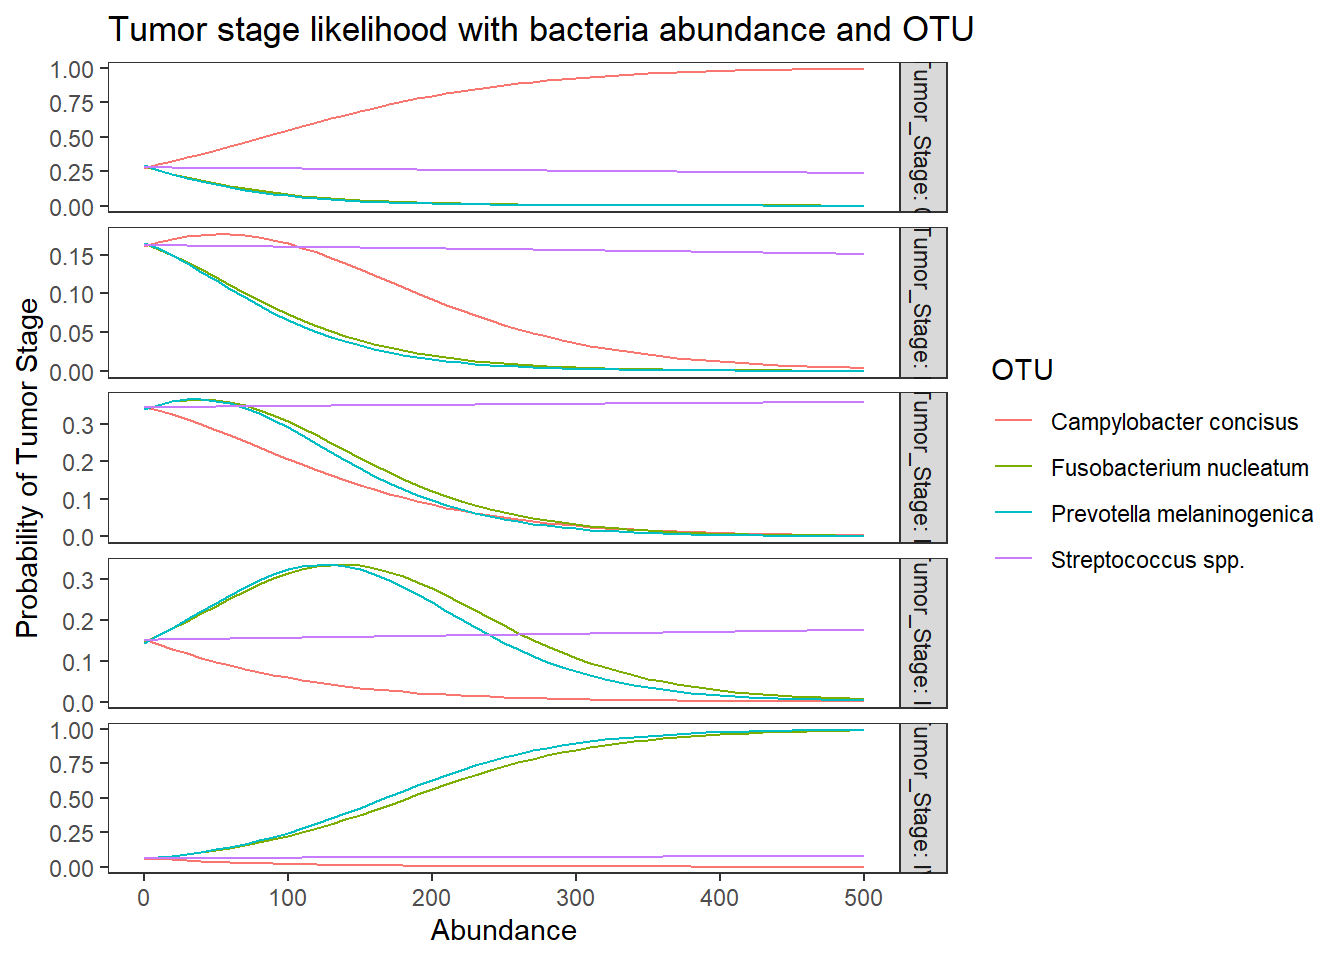 Tumor stage likelihood with bacteria abundance and OTU
1.00
0.75
0.50
0.25
0.00
Tumor_Stage:
0.15
0.10
0.05
0.00
Tumor_Stage:
0.3
0.2
0.1
0.0
Tumor_Stage: I
0.3
0.2
0.1
0.0
Tumor_Stage: I
1.00
0.75
0.50
0.25
0.00
Tumor_Stage: I
0
100
200
300
400
500
Abundance
Probability of Tumor Stage
OTU
Campylobacter concisus
Fusobacterium nucleatum
Prevotella melaninogenica
Streptococcus spp.